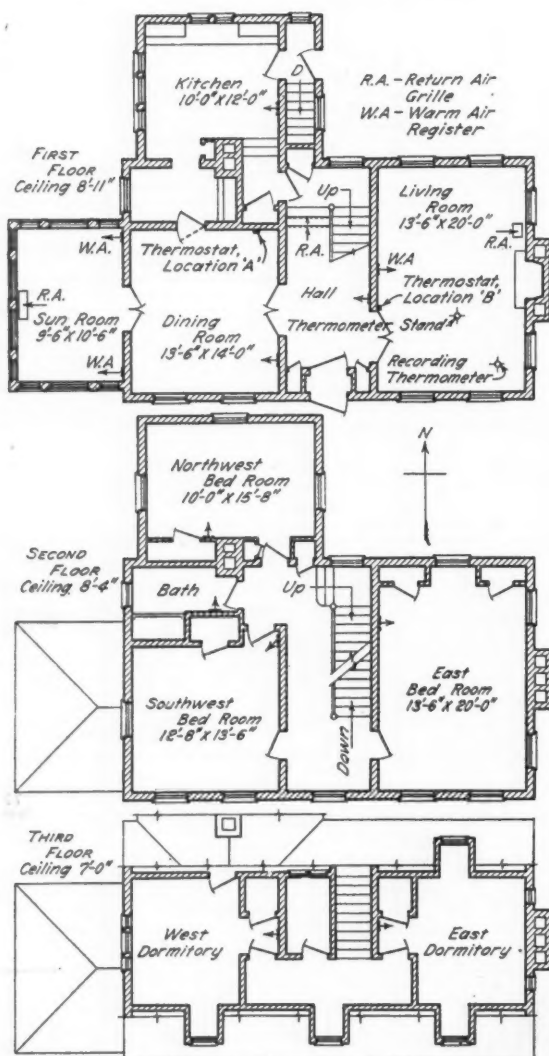 Kitchen
10'-0"X12'-0"
D
R.A.-Return Air
Grille
W.A-Warm Air
Register
FIRST
FLOOR
Ceiling 8'-11"
Up
R.A.
Living
Room
13'-6"X20'-0"
R.A.
W.A.
Thermostat,
Location 'A'
W.A
Thermostat,
Location 'B'
R.A.
Sun Room
9'-6"X10'-6"
W.A
Dining
Room
13'-6"X14'-0"
Hall
Thermometer Stand
Recording
Thermometer
N
Northwest
Bed Room
10'-0"X15'-8"
SECOND
FLOOR
Ceiling 8'-4"
Bath
Up
Southwest
Bed Room
12'-8"X13'-6"
Down
East
Bed Room
13'-6"X20'-0"
THIRD
FLOOR
Ceiling 7'-0"
West
Dormitory
East
Dormitory